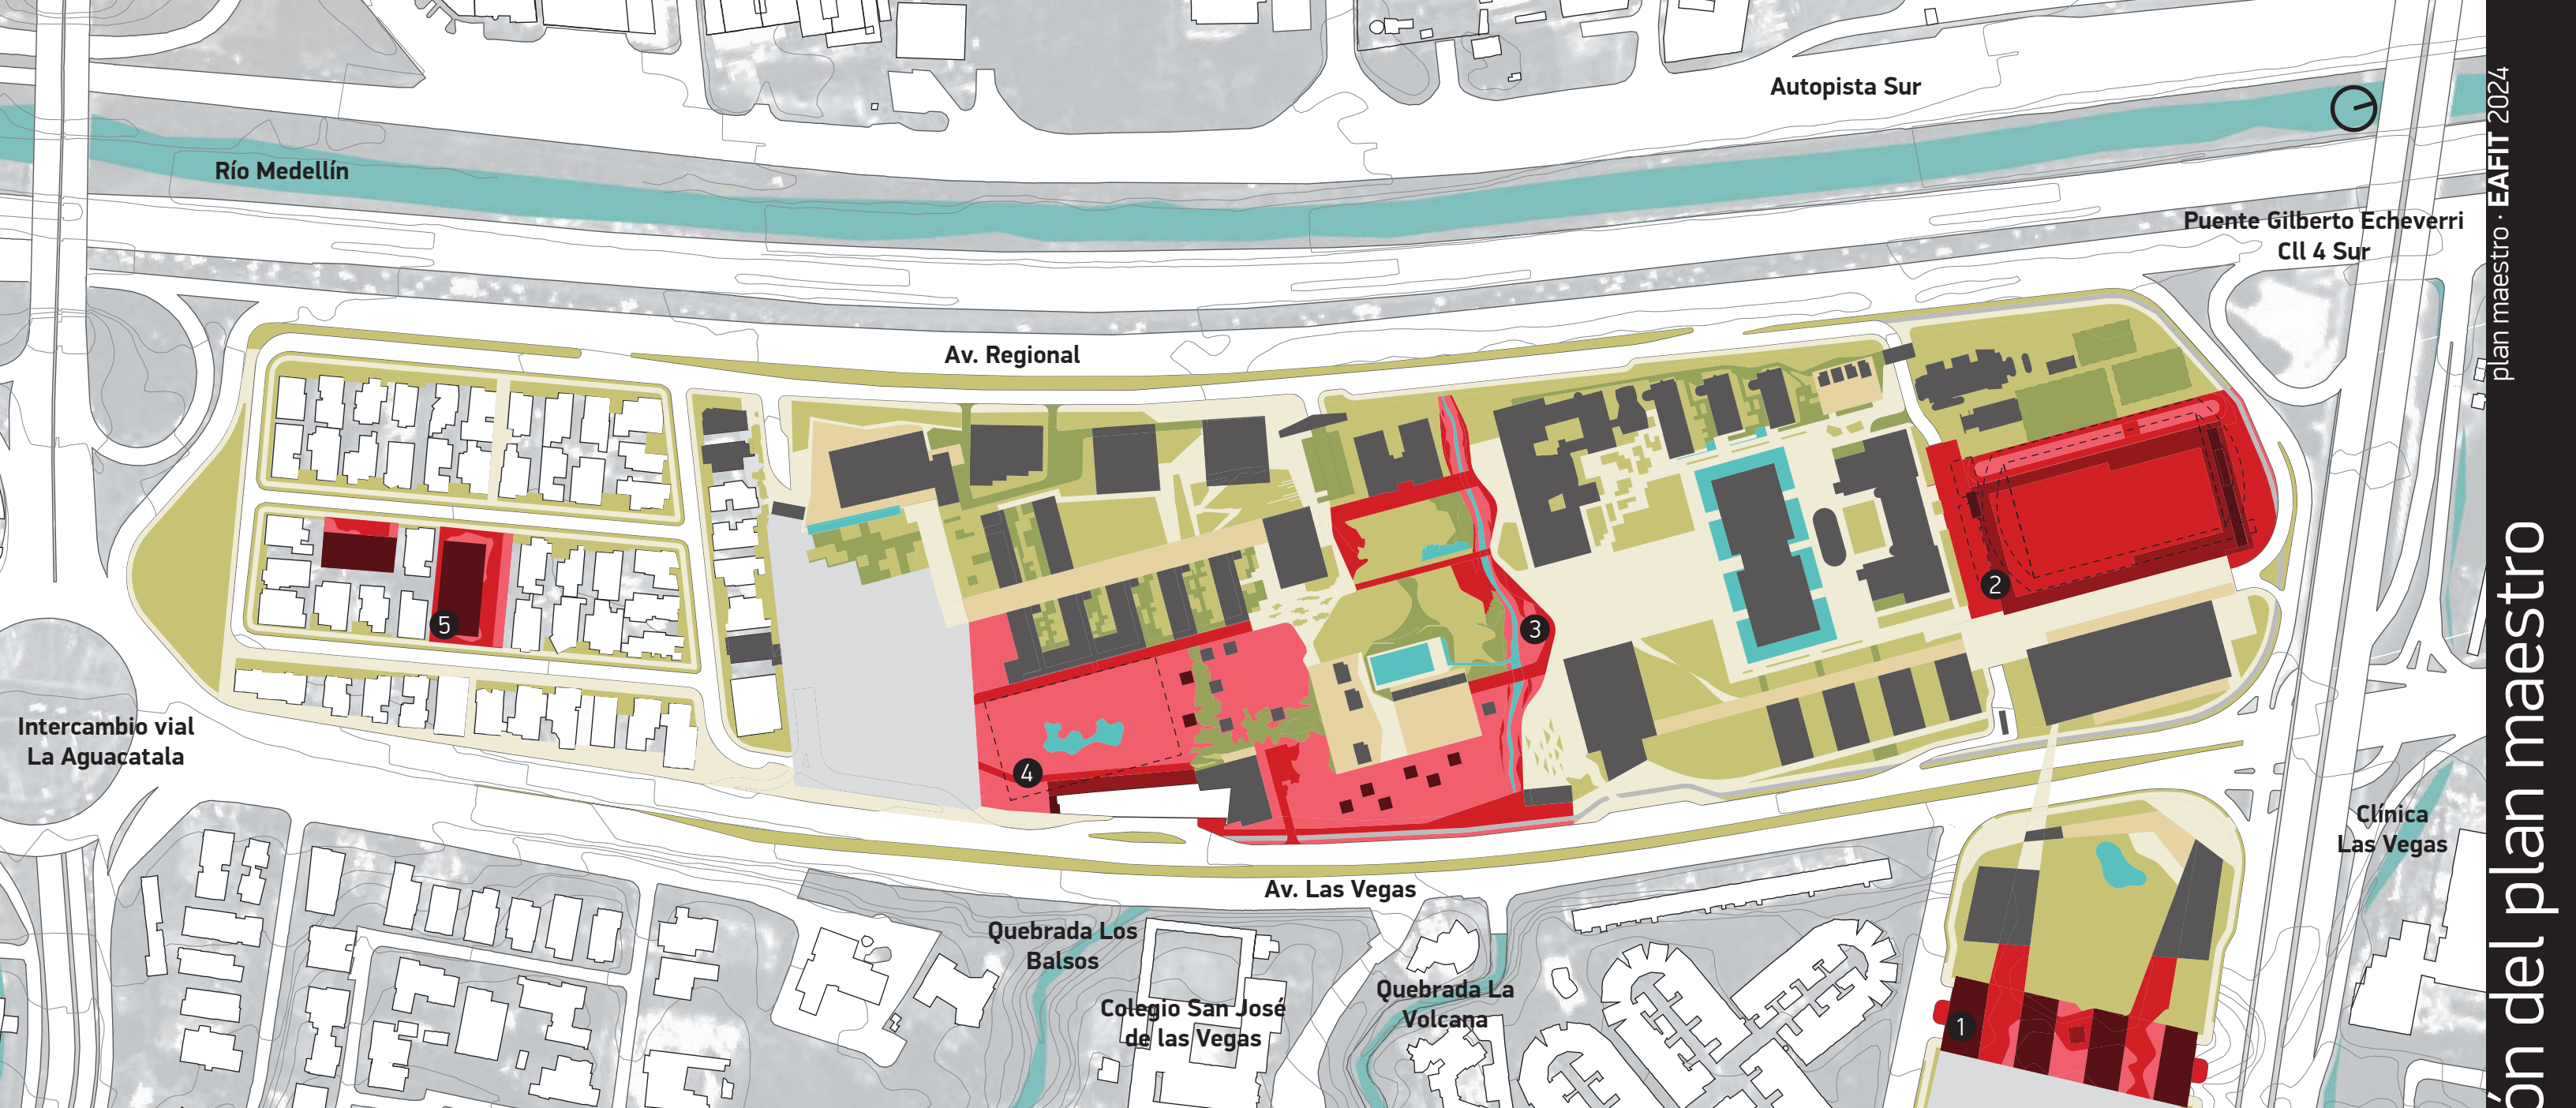 Autopista Sur
Río Medellín
Puente Gilberto Echeverri
Cll 4 Sur
Av. Regional
5
3
2
4
Intercambio vial
La Aguacatala
Clínica
Las Vegas
Av. Las Vegas
Quebrada Los
Balsos
Colegio San José
de las Vegas
Quebrada La
Volcana
1
plan maestro · EAFIT 2024
ón del plan maestro